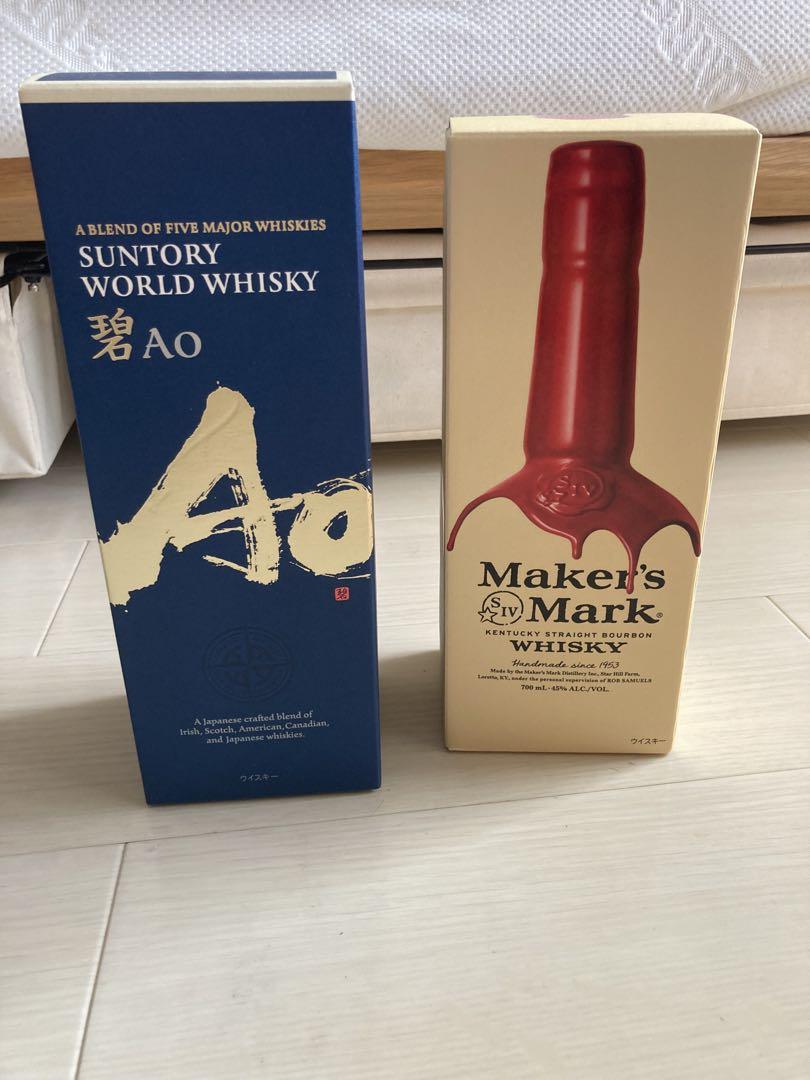 A BLEND OF FIVE MAJOR WHISKIES
SUNTORY
WORLD WHISKY
碧 Ao
Ao
碧
A Japanese crafted blend of
Irish, Scotch, American, Canadian,
and Japanese whiskies.
ウイスキー
SIV
Maker's
SIV Mark®
KENTUCKY STRAIGHT BOURBON
WHISKY
Handmade since 1953
Made by the Maker's Mark Distillery Inc., Star Hill Farm,
Loretto, KY., under the personal supervision of ROB SAMUELS
700 mL • 45% ALC./VOL.
ウイスキー